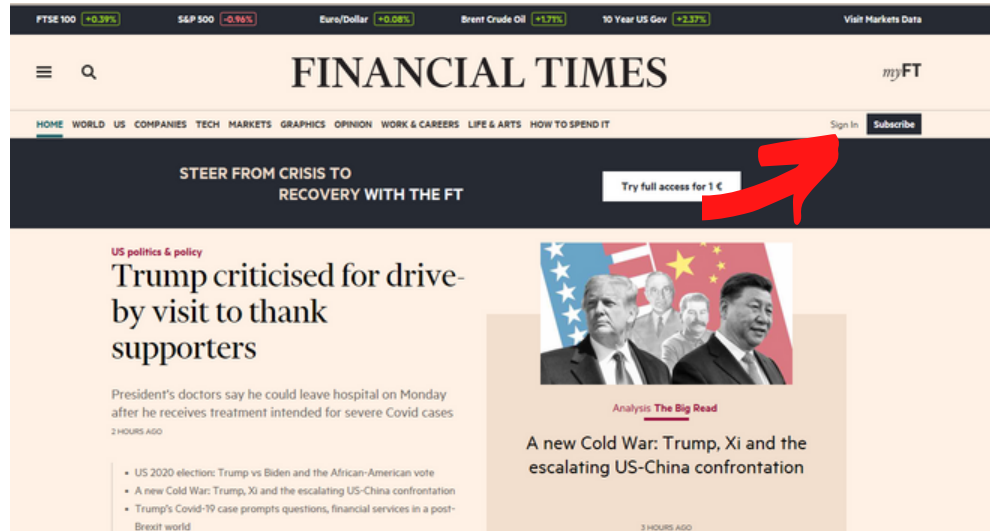 FTSE 100 +0.39% S&P 500 -0.96% Euro/Dollar +0.08% Brent Crude Oil +1.71% 10 Year US Gov +2.37% Visit Markets Data
FINANCIAL TIMES
myFT
HOME WORLD US COMPANIES TECH MARKETS GRAPHICS OPINION WORK & CAREERS LIFE & ARTS HOW TO SPEND IT Sign In Subscribe
STEER FROM CRISIS TO
RECOVERY WITH THE FT
Try full access for 1 €
US politics & policy
Trump criticised for drive-
by visit to thank
supporters
President's doctors say he could leave hospital on Monday
after he receives treatment intended for severe Covid cases
2 HOURS AGO
• US 2020 election: Trump vs Biden and the African-American vote
• A new Cold War: Trump, Xi and the escalating US-China confrontation
• Trump's Covid-19 case prompts questions, financial services in a post-
Brexit world
Analysis The Big Read
A new Cold War: Trump, Xi and the
escalating US-China confrontation
3 HOURS AGO